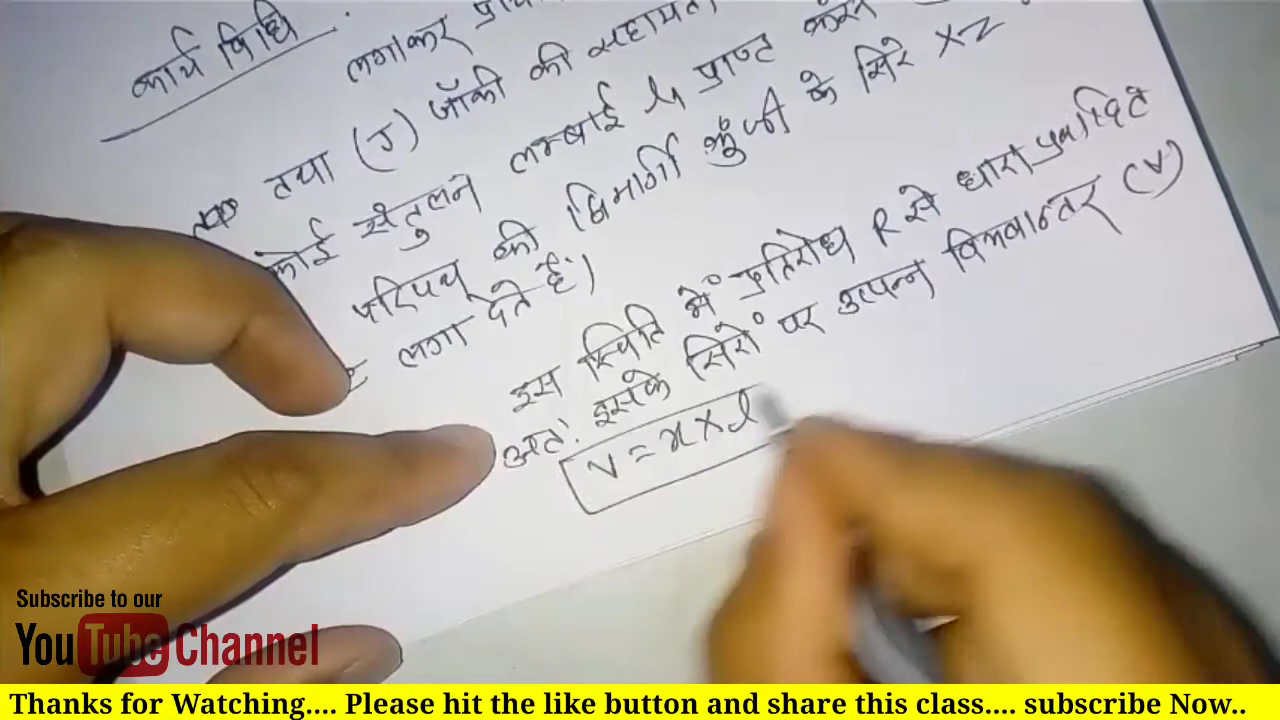 कार्य विधि :
लगाकर
तथा (J) जॉकी की सहायता
कोई संतुलन लम्बाई l₁ प्राप्त करते
परिपथ की द्विमार्गी कुँजी के सिरे XZ
लगा देते है।
इस स्थिति में प्रतिरोध R से धारा प्रवाहित
अतः इसके सिरों पर उत्पन्न विभवान्तर (V)
V = x × l
Subscribe to our
YouTube Channel
Thanks for Watching.... Please hit the like button and share this class.... subscribe Now..